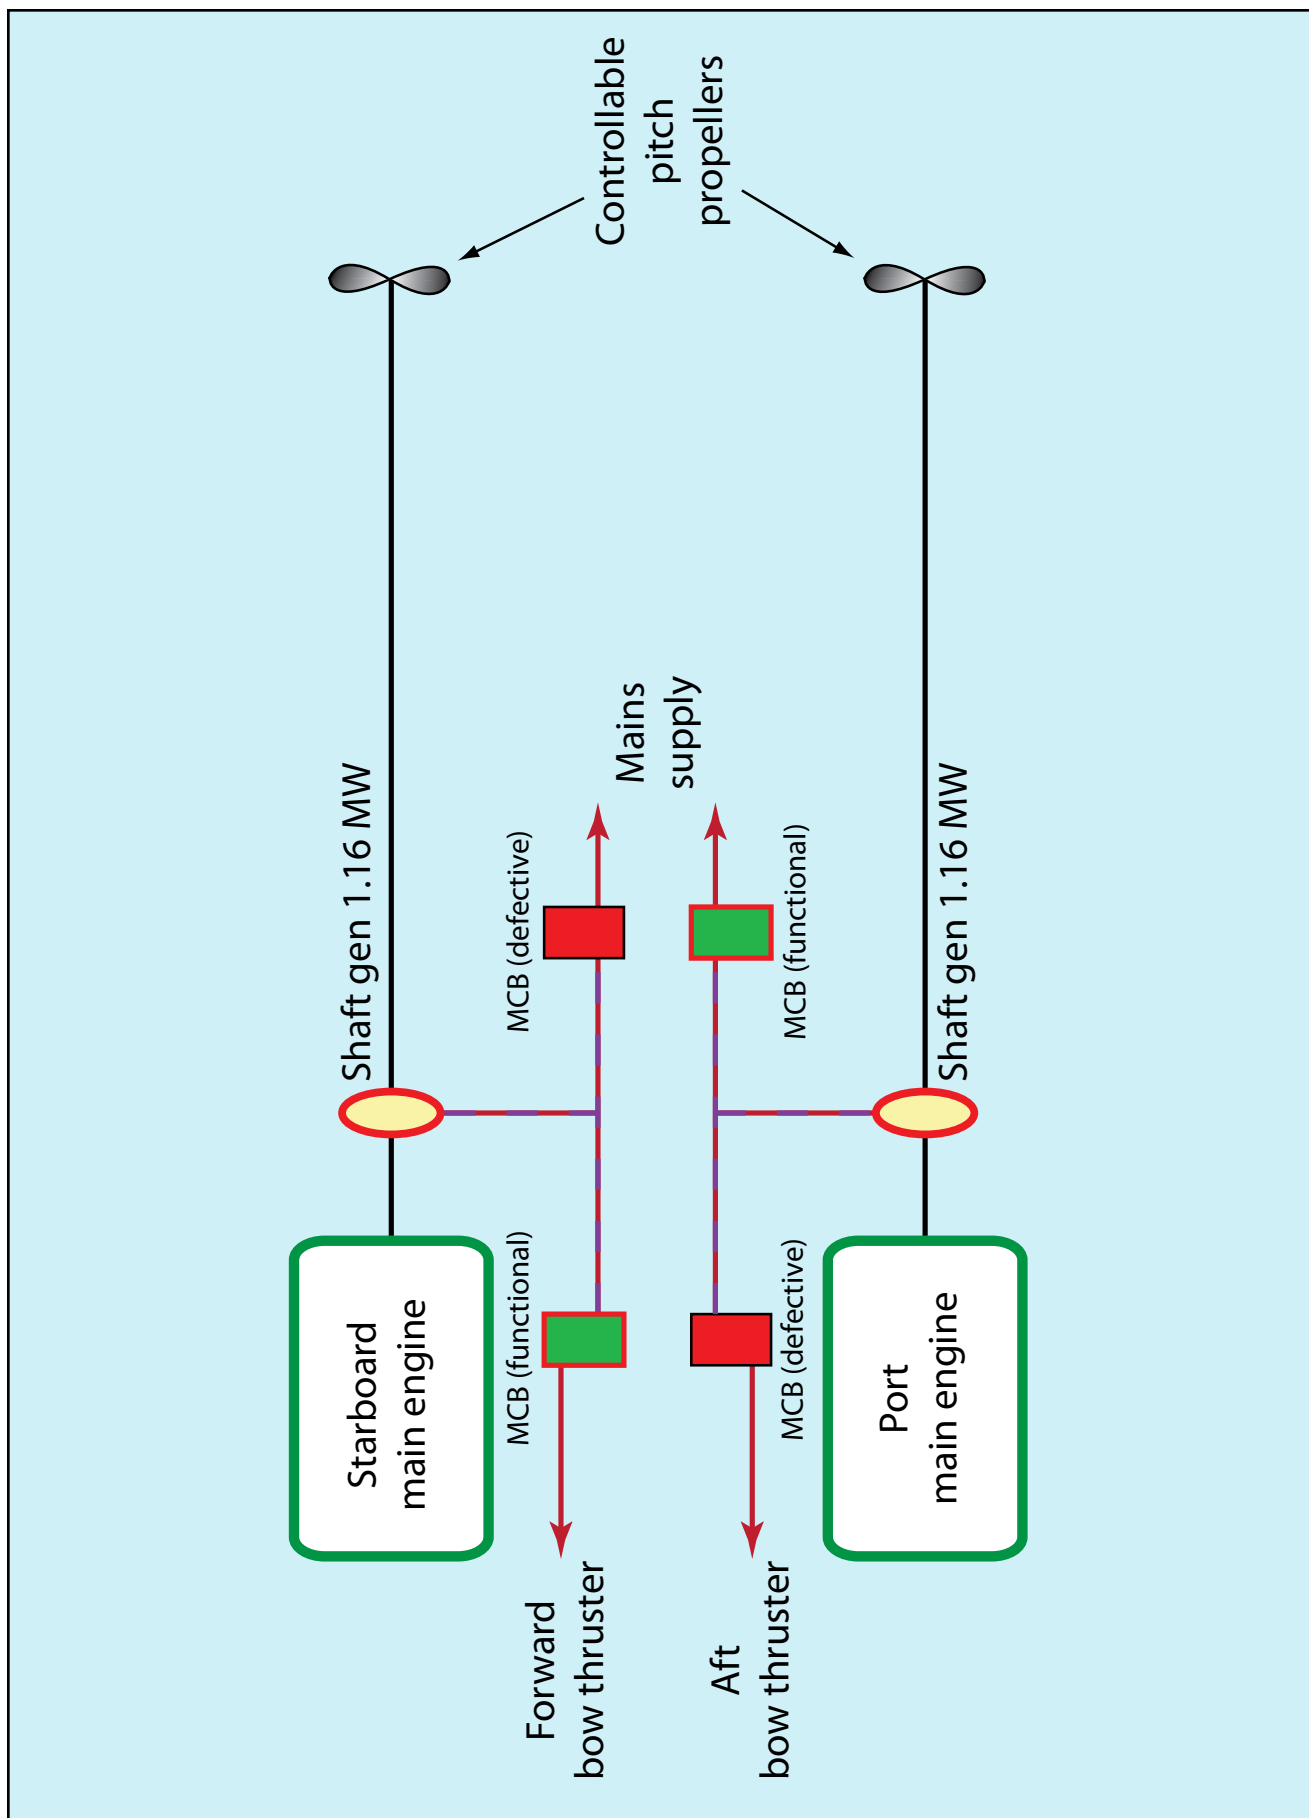 Starboard
main engine
Shaft gen 1.16 MW
Controllable
pitch
propellers
MCB (functional)
MCB (defective)
Forward
bow thruster
Mains
supply
Aft
bow thruster
MCB (defective)
MCB (functional)
Port
main engine
Shaft gen 1.16 MW